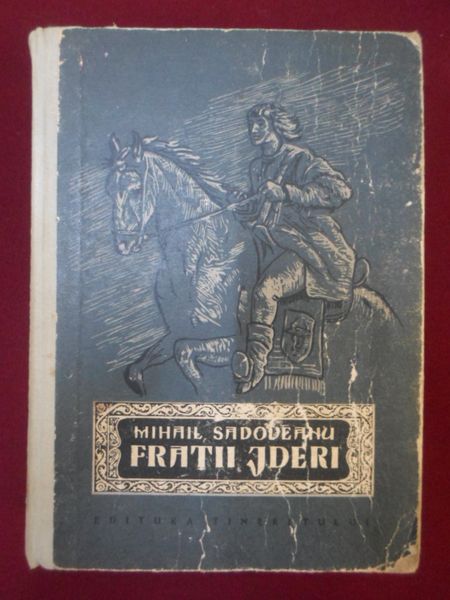 MIHAIL SADOVEANU
FRAȚII JDERI
EDITURA TINERETULUI